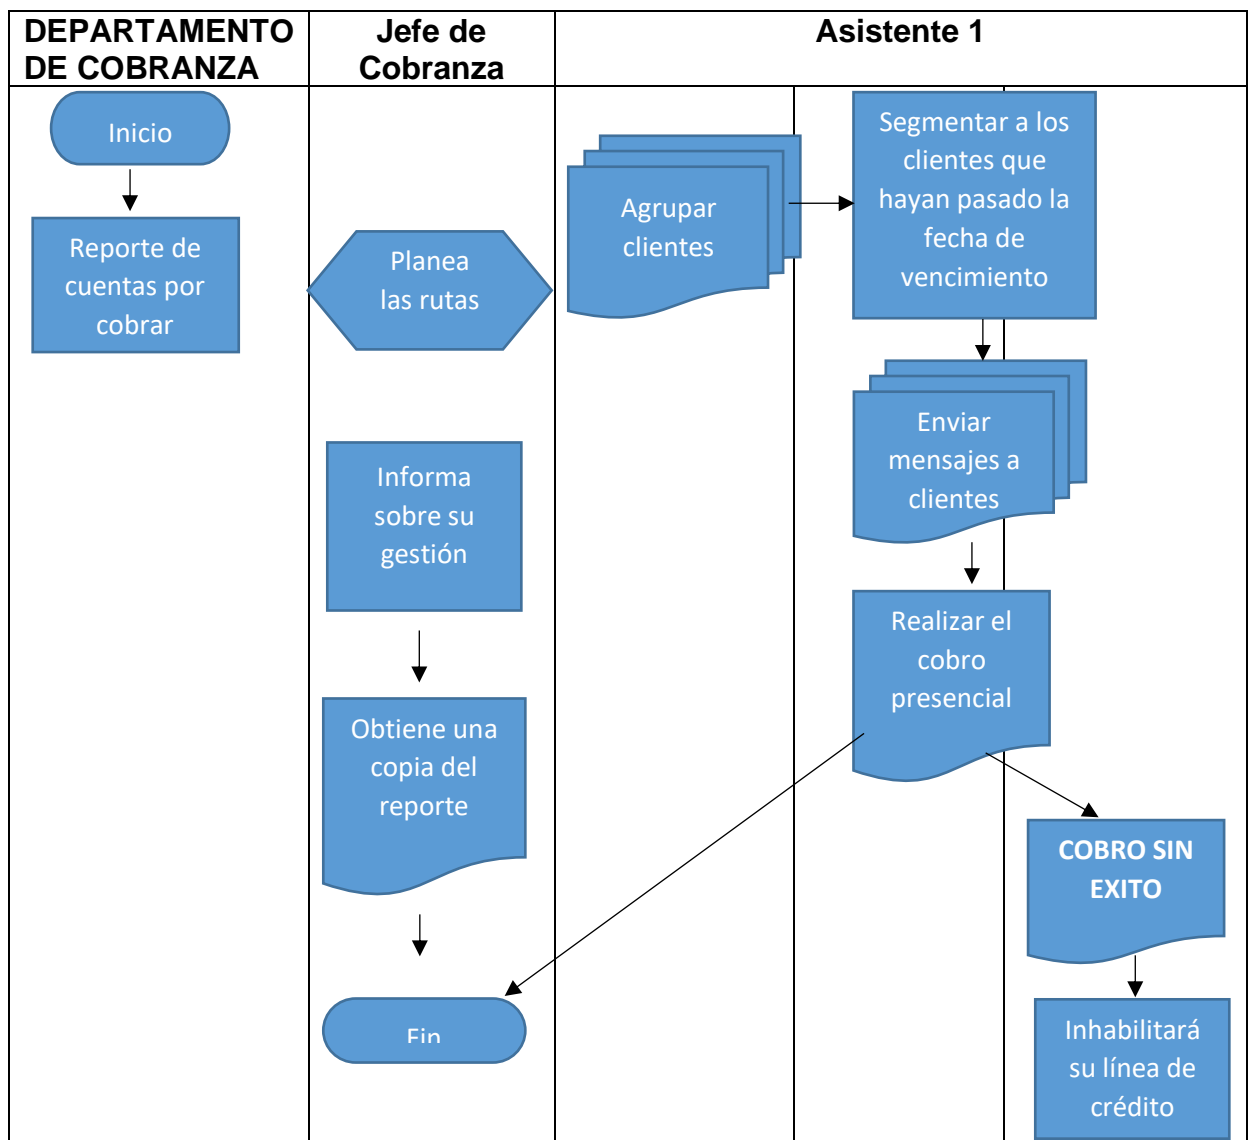 DEPARTAMENTO
DE COBRANZA
Jefe de
Cobranza
Asistente 1
Inicio
Reporte de
cuentas por
cobrar
Planea
las rutas
Informa
sobre su
gestión
Obtiene una
copia del
reporte
Fin
Agrupar
clientes
Segmentar a los
clientes que
hayan pasado la
fecha de
vencimiento
Enviar
mensajes a
clientes
Realizar el
cobro
presencial
COBRO SIN
EXITO
Inhabilitará
su línea de
crédito